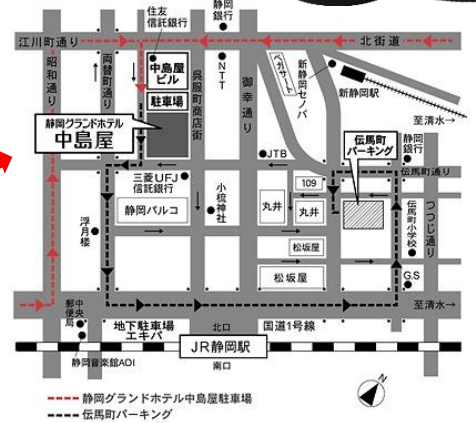 住友
信託銀行
静岡
銀行
江川町通り
北街道
昭和通り
両替町通り
中島屋
ビル
駐車場
呉服町商店街
NTT
御幸通り
ペガサート
新静岡セノバ
新静岡駅
至清水→
静岡グランドホテル
中島屋
伝馬町
パーキング
静岡
銀行
JTB
伝馬町通り
三菱UFJ
信託銀行
109
静岡パルコ
小梳神社
丸井
丸井
伝馬町小学校
つつじ通り
浮月楼
松坂屋
松坂屋
G.S
中央
郵便局
地下駐車場
エキパ
北口
国道1号線
至清水→
JR静岡駅
静岡音楽館AOI
南口
N
静岡グランドホテル中島屋駐車場
伝馬町パーキング